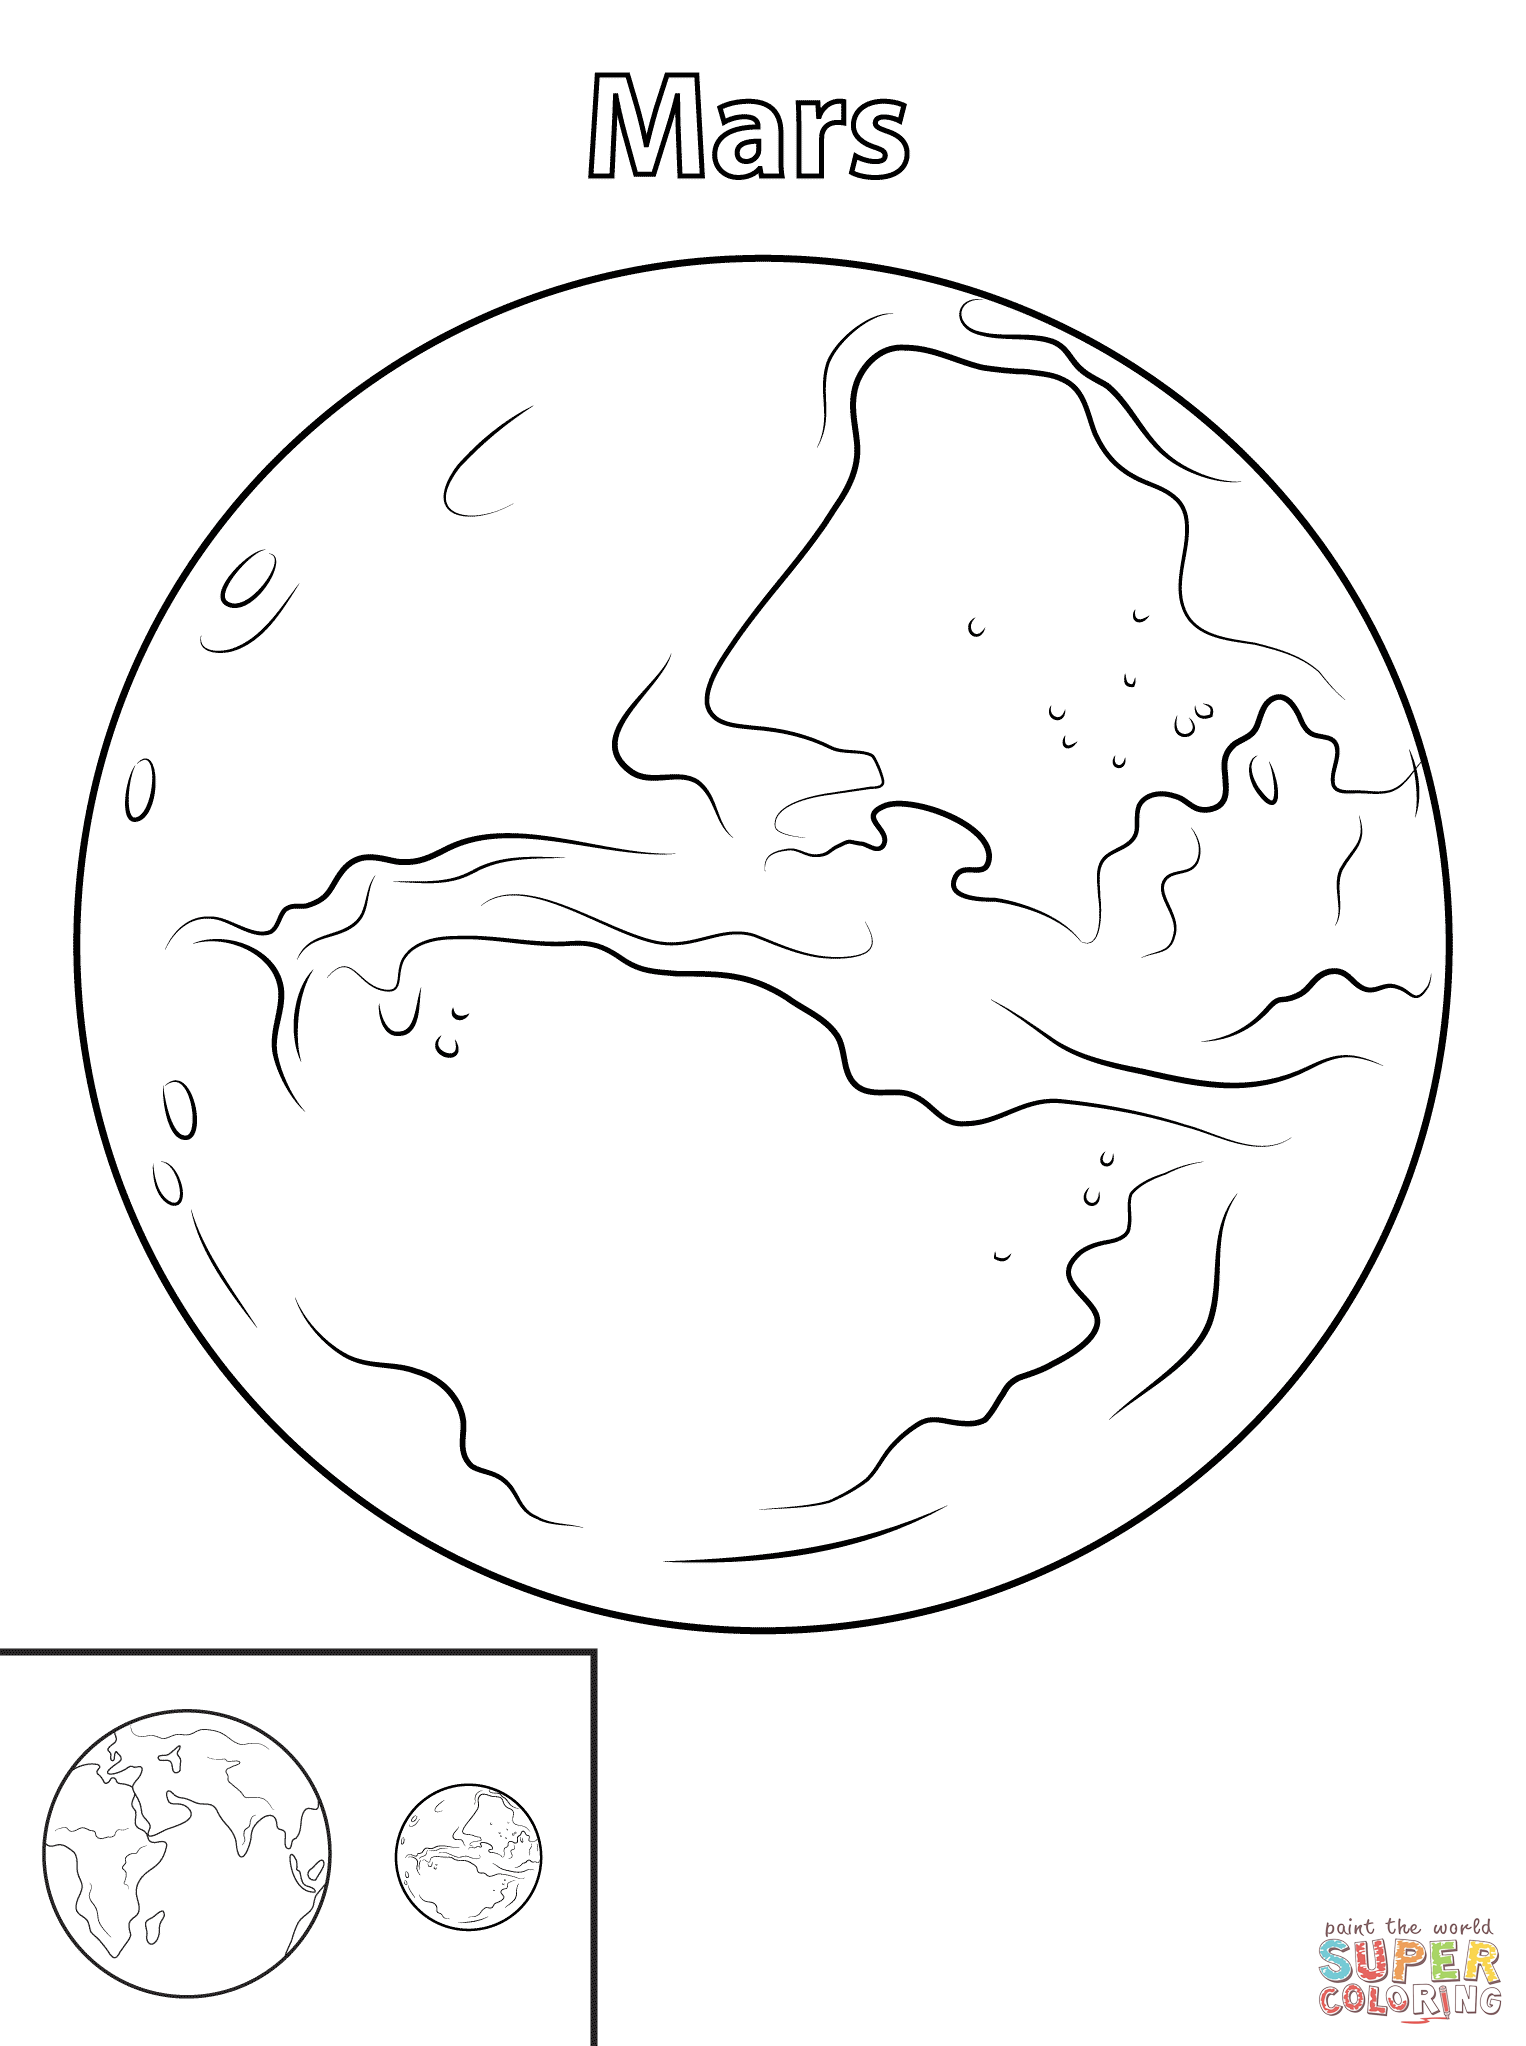 Mars
paint the world
SUPER
COLORING